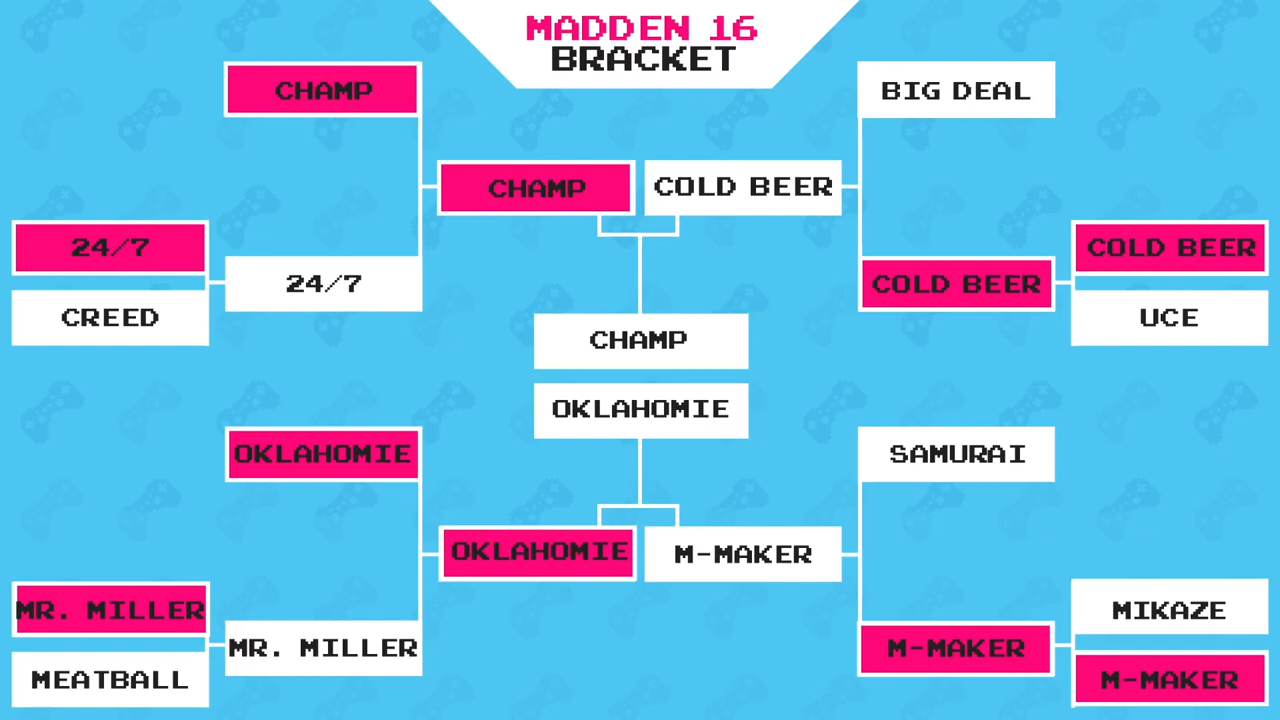 MADDEN 16
BRACKET
CHAMP
BIG DEAL
CHAMP
COLD BEER
24/7
CREED
24/7
COLD BEER
COLD BEER
UCE
CHAMP
OKLAHOMIE
OKLAHOMIE
SAMURAI
OKLAHOMIE
M-MAKER
MR. MILLER
MEATBALL
MR. MILLER
M-MAKER
MIKAZE
M-MAKER